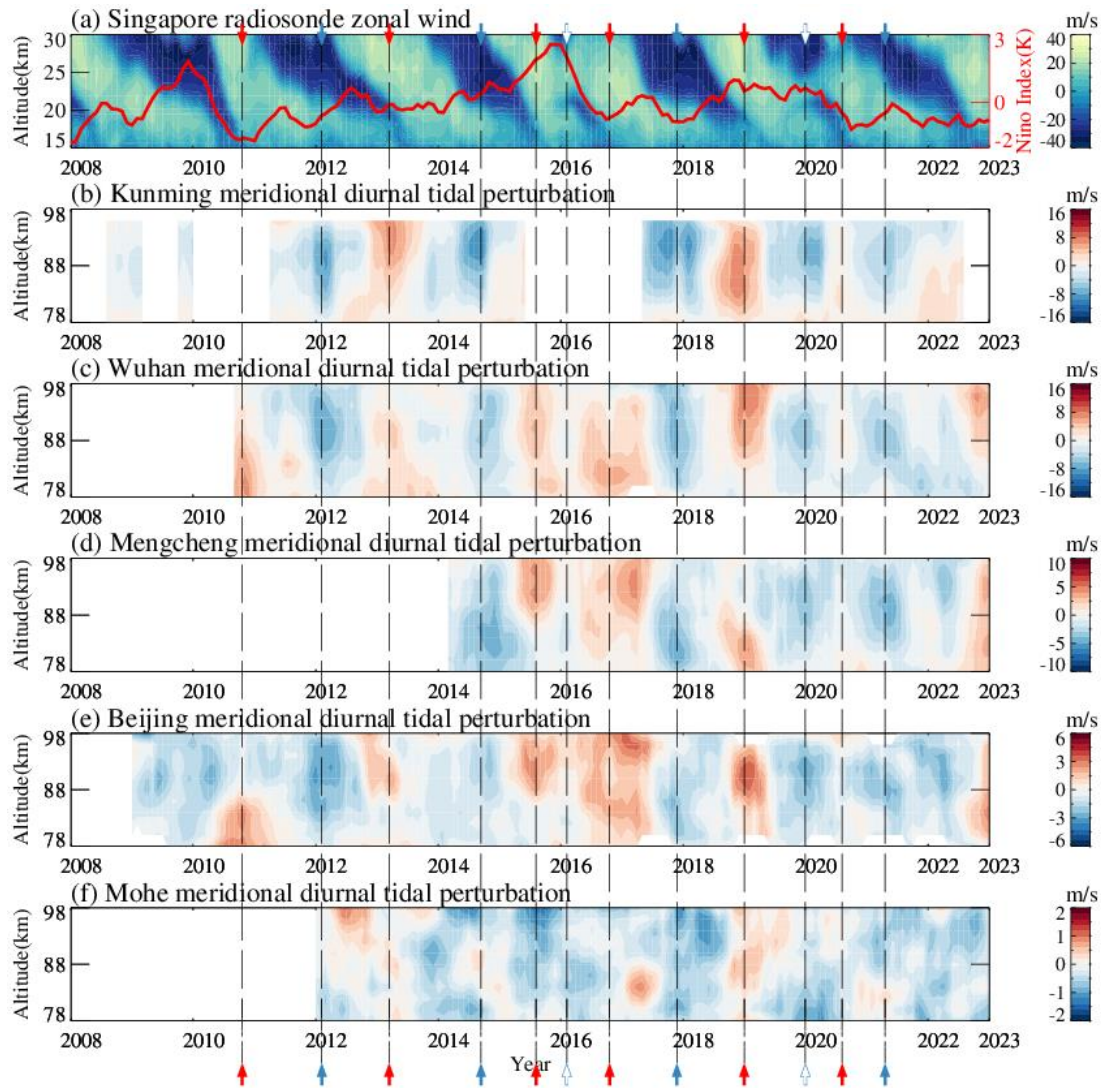 (a) Singapore radiosonde zonal wind
m/s
Altitude(km)
30
25
20
15
3
0
-2
Nino Index(K)
40
20
0
-20
-40
2008 2010 2012 2014 2016 2018 2020 2022 2023
(b) Kunming meridional diurnal tidal perturbation
m/s
Altitude(km)
98
88
78
16
8
0
-8
-16
2008 2010 2012 2014 2016 2018 2020 2022 2023
(c) Wuhan meridional diurnal tidal perturbation
m/s
Altitude(km)
98
88
78
16
8
0
-8
-16
2008 2010 2012 2014 2016 2018 2020 2022 2023
(d) Mengcheng meridional diurnal tidal perturbation
m/s
Altitude(km)
98
88
78
10
5
0
-5
-10
2008 2010 2012 2014 2016 2018 2020 2022 2023
(e) Beijing meridional diurnal tidal perturbation
m/s
Altitude(km)
98
88
78
6
3
0
-3
-6
2008 2010 2012 2014 2016 2018 2020 2022 2023
(f) Mohe meridional diurnal tidal perturbation
m/s
Altitude(km)
98
88
78
2
1
0
-1
-2
2008 2010 2012 2014 2016 2018 2020 2022 2023
Year